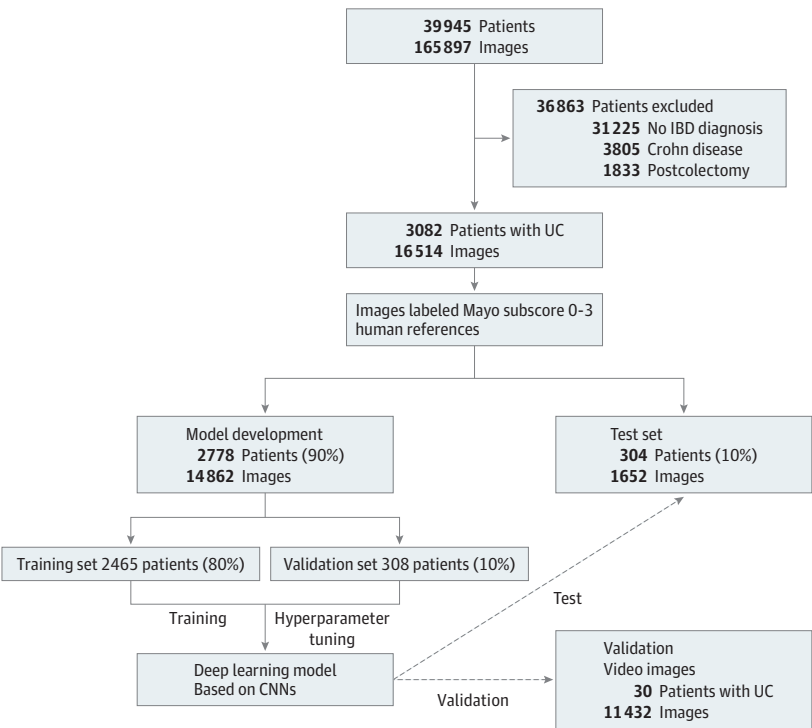 39945 Patients
165897 Images
36863 Patients excluded
31225 No IBD diagnosis
3805 Crohn disease
1833 Postcolectomy
3082 Patients with UC
16514 Images
Images labeled Mayo subscore 0-3
human references
Model development
2778 Patients (90%)
14862 Images
Test set
304 Patients (10%)
1652 Images
Training set 2465 patients (80%)
Validation set 308 patients (10%)
Training
Hyperparameter
tuning
Test
Deep learning model
Based on CNNs
Validation
Validation
Video images
30 Patients with UC
11432 Images